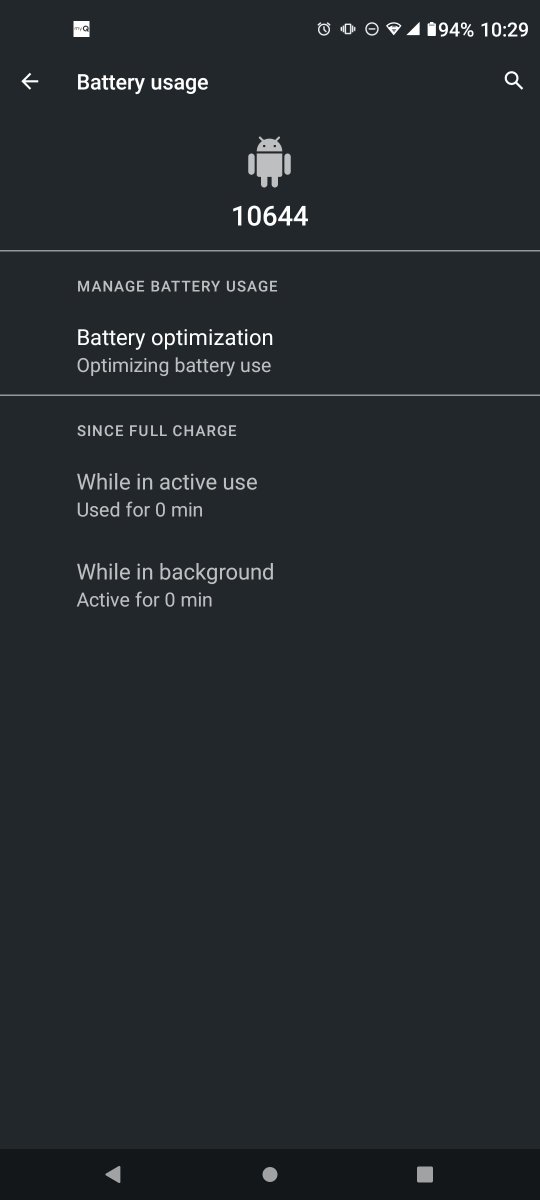 myQ 94% 10:29
Battery usage
10644
MANAGE BATTERY USAGE
Battery optimization
Optimizing battery use
SINCE FULL CHARGE
While in active use
Used for 0 min
While in background
Active for 0 min